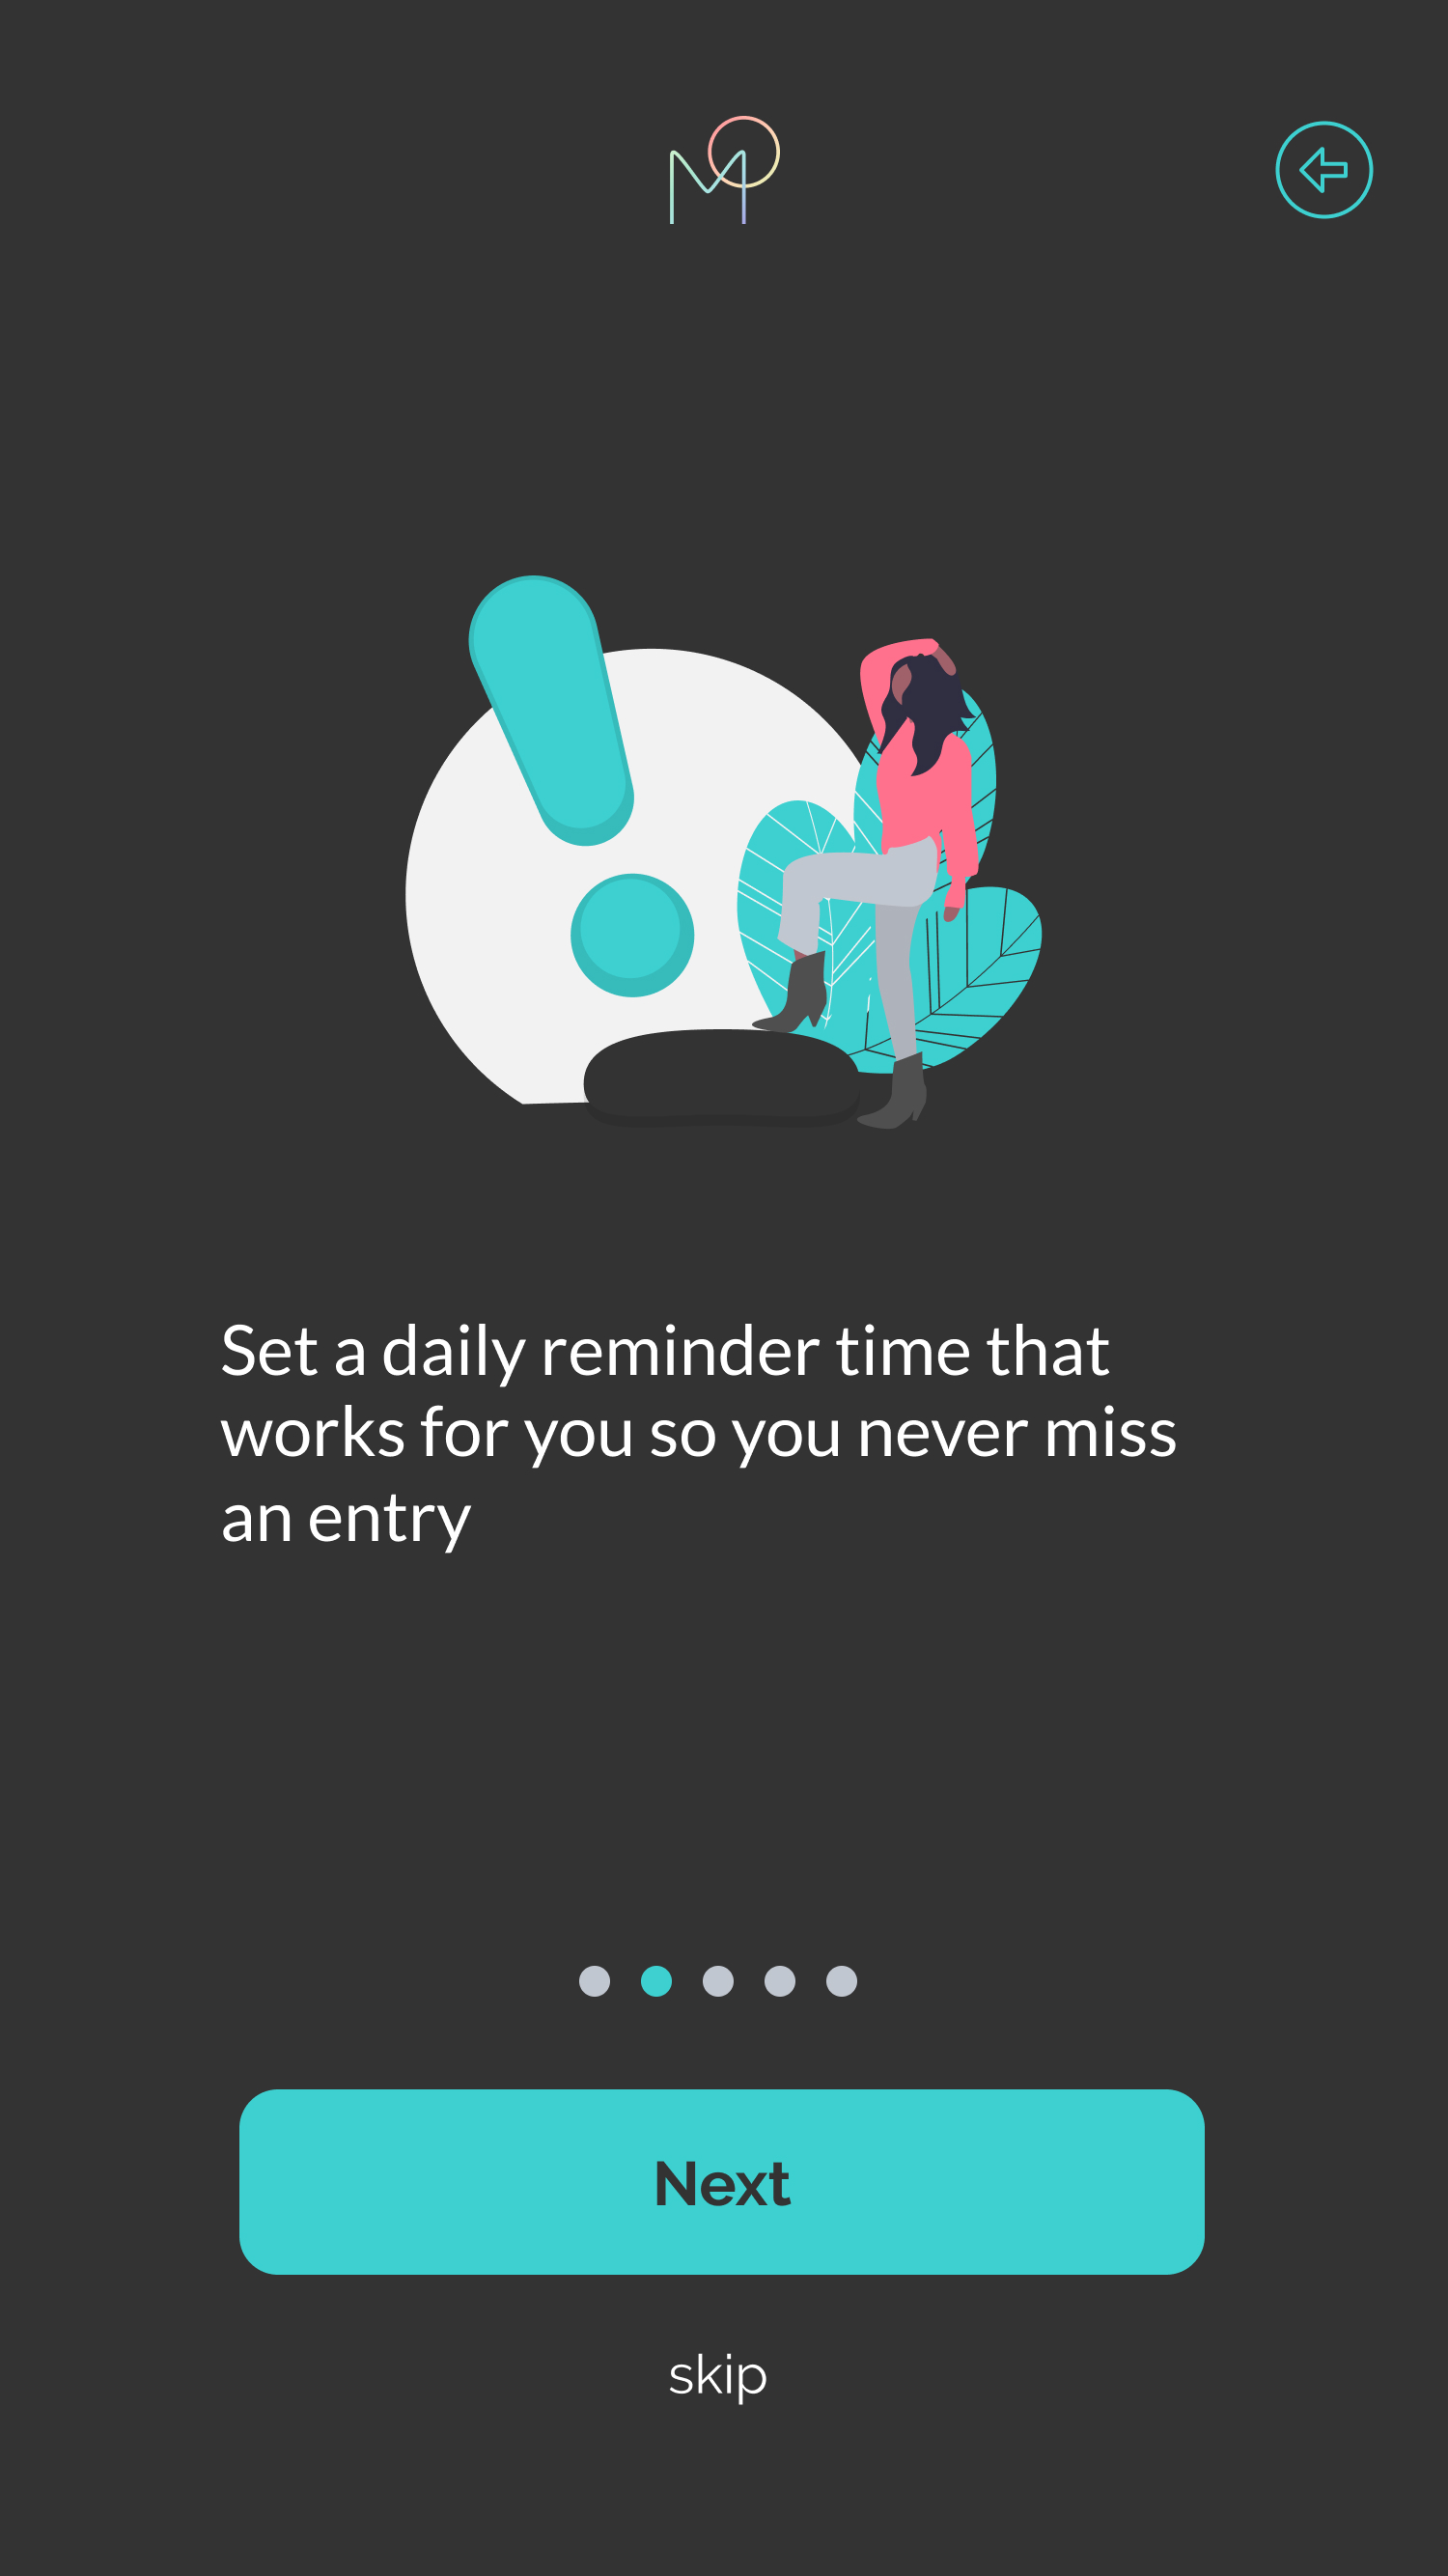 M
Set a daily reminder time that
works for you so you never miss
an entry
Next
skip